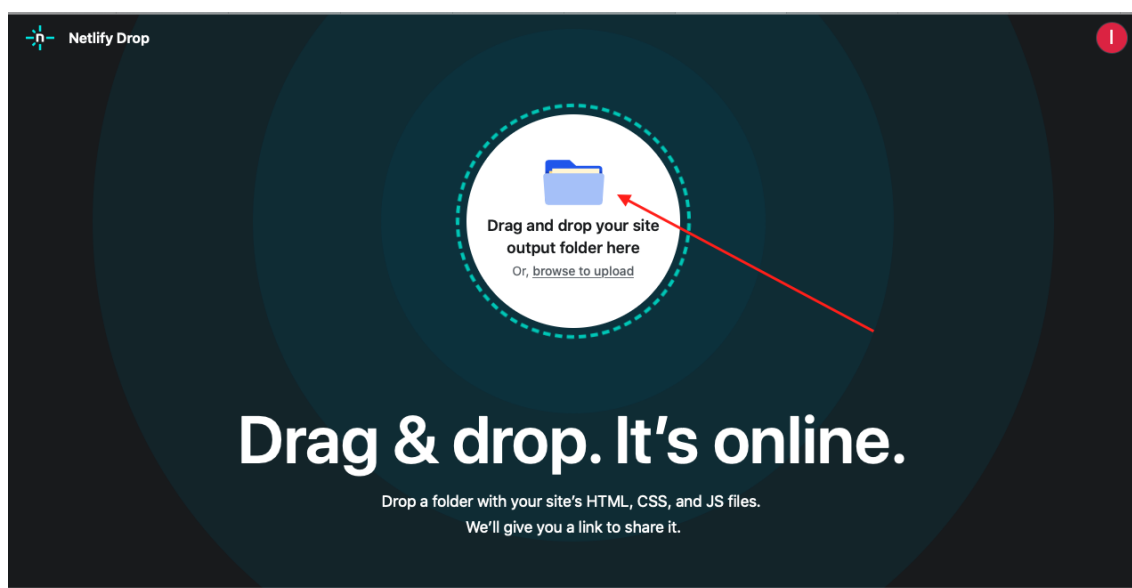 Netlify Drop
I
Drag and drop your site
output folder here
Or, browse to upload
Drag & drop. It’s online.
Drop a folder with your site’s HTML, CSS, and JS files.
We’ll give you a link to share it.